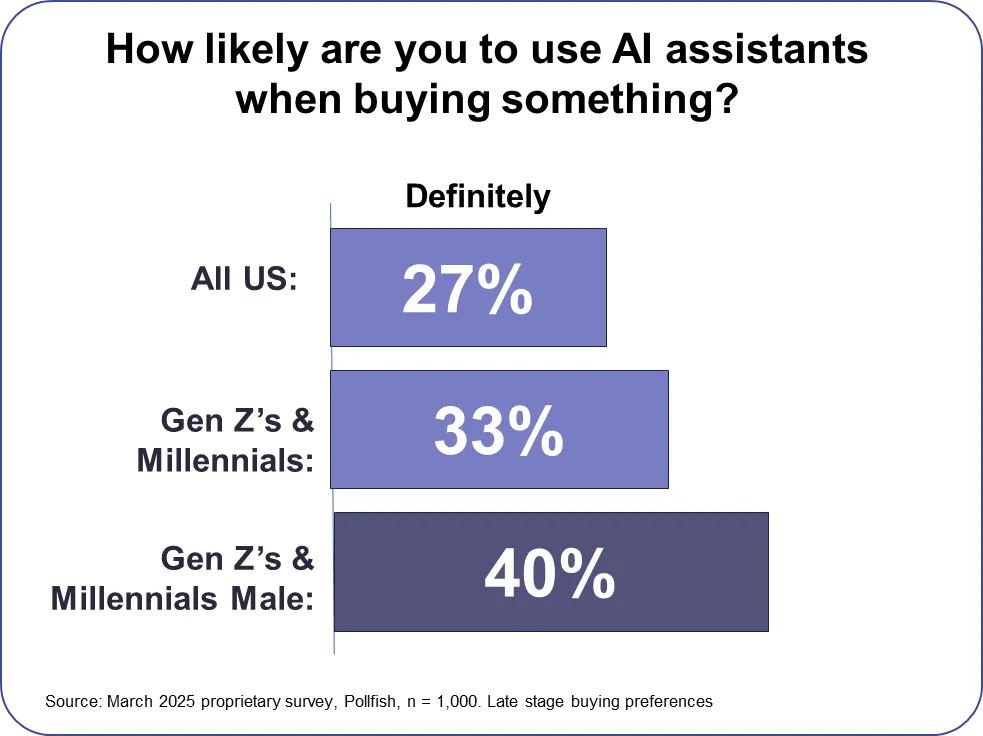 How likely are you to use AI assistants
when buying something?
Definitely
All US:
27%
Gen Z’s &
Millennials:
33%
Gen Z’s &
Millennials Male:
40%
Source: March 2025 proprietary survey, Pollfish, n = 1,000. Late stage buying preferences